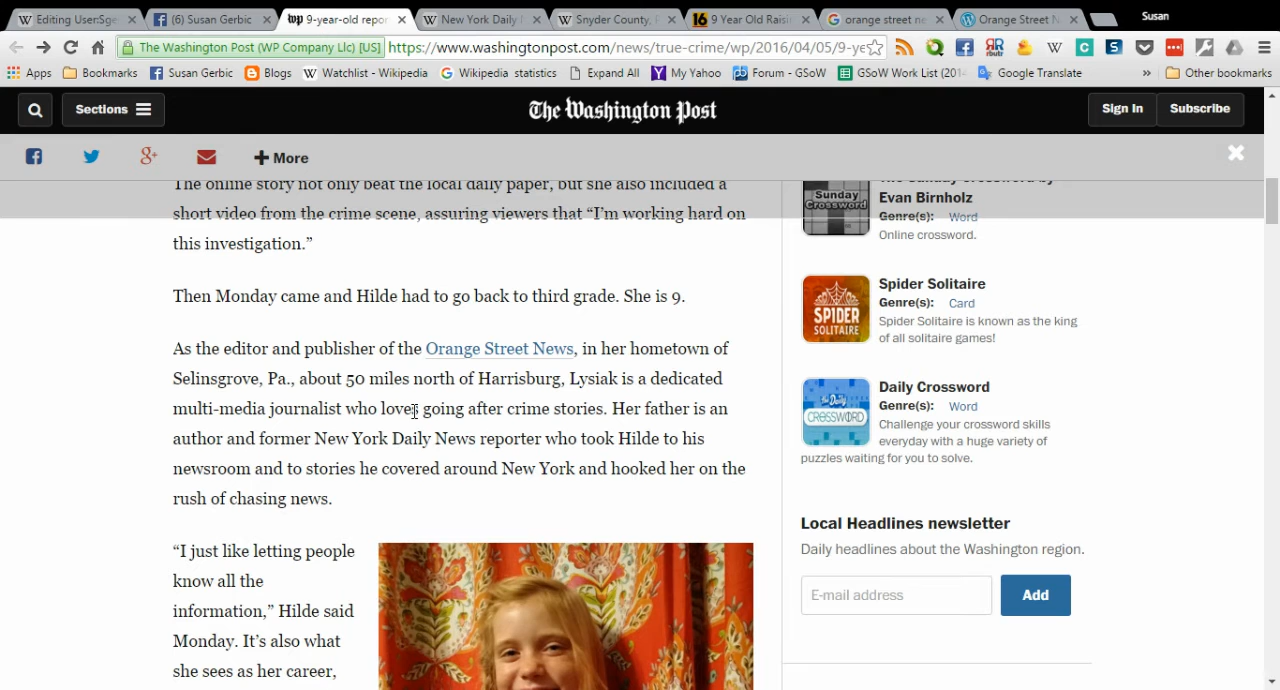 Editing User:Sge
(6) Susan Gerbic
9-year-old repor
New York Daily
Snyder County,
9 Year Old Raisi
orange street ne
Orange Street N
Susan
The Washington Post (WP Company Llc) [US]
https://www.washingtonpost.com/news/true-crime/wp/2016/04/05/9-ye
Apps
Bookmarks
Susan Gerbic
Blogs
Watchlist - Wikipedia
Wikipedia statistics
Expand All
My Yahoo
Forum - GSoW
GSoW Work List (201
Google Translate
»
Other bookmarks
Sections
The Washington Post
Sign In
Subscribe
More
The online story not only beat the local daily paper, but she also included a
short video from the crime scene, assuring viewers that “I’m working hard on
this investigation.”
Then Monday came and Hilde had to go back to third grade. She is 9.
As the editor and publisher of the Orange Street News, in her hometown of
Selinsgrove, Pa., about 50 miles north of Harrisburg, Lysiak is a dedicated
multi-media journalist who loves going after crime stories. Her father is an
author and former New York Daily News reporter who took Hilde to his
newsroom and to stories he covered around New York and hooked her on the
rush of chasing news.
“I just like letting people
know all the
information,” Hilde said
Monday. It’s also what
she sees as her career,
The Sunday Crossword by
Evan Birnholz
Genre(s): Word
Online crossword.
Sunday
Crossword
Spider Solitaire
Genre(s): Card
Spider Solitaire is known as the king
of all solitaire games!
SPIDER
SOLITAIRE
Daily Crossword
Genre(s): Word
Challenge your crossword skills
everyday with a huge variety of
puzzles waiting for you to solve.
the Daily
CROSSWORD
Local Headlines newsletter
Daily headlines about the Washington region.
E-mail address
Add